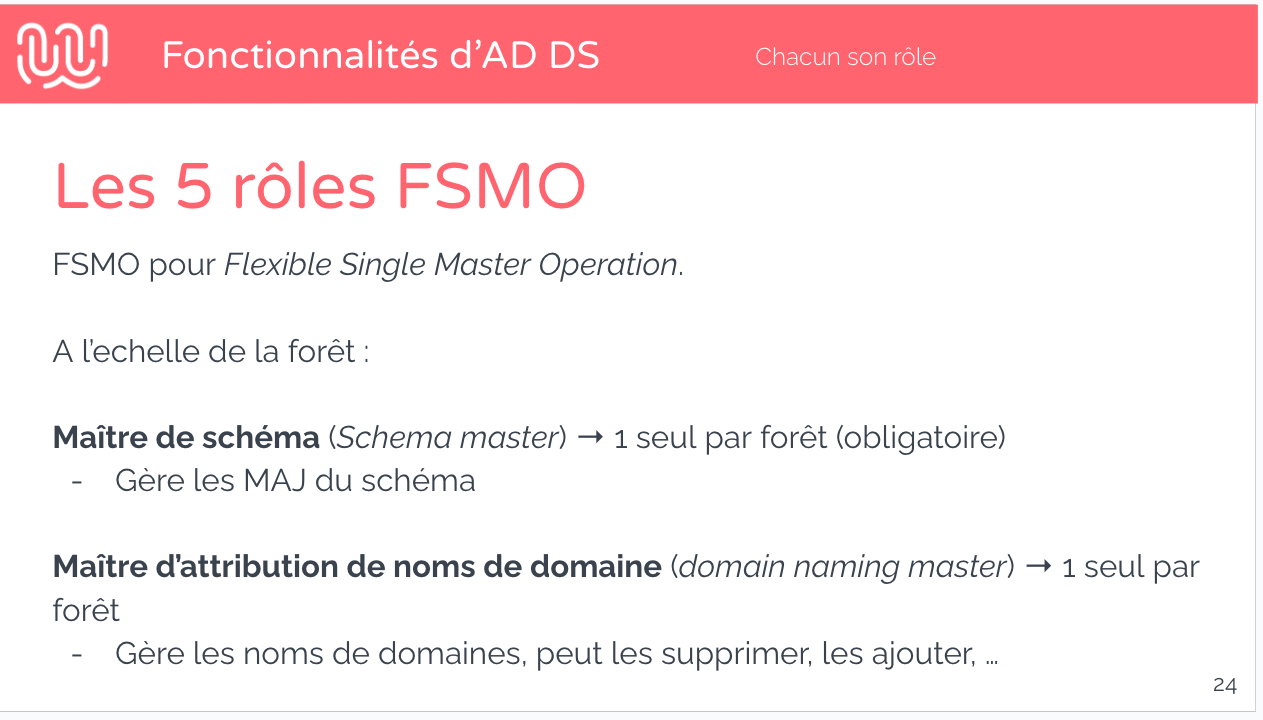 Fonctionnalités d’AD DS
Chacun son rôle
Les 5 rôles FSMO
FSMO pour Flexible Single Master Operation.
A l’echelle de la forêt :
Maître de schéma (Schema master) → 1 seul par forêt (obligatoire)
- Gère les MAJ du schéma
Maître d’attribution de noms de domaine (domain naming master) → 1 seul par
forêt
- Gère les noms de domaines, peut les supprimer, les ajouter, …
24